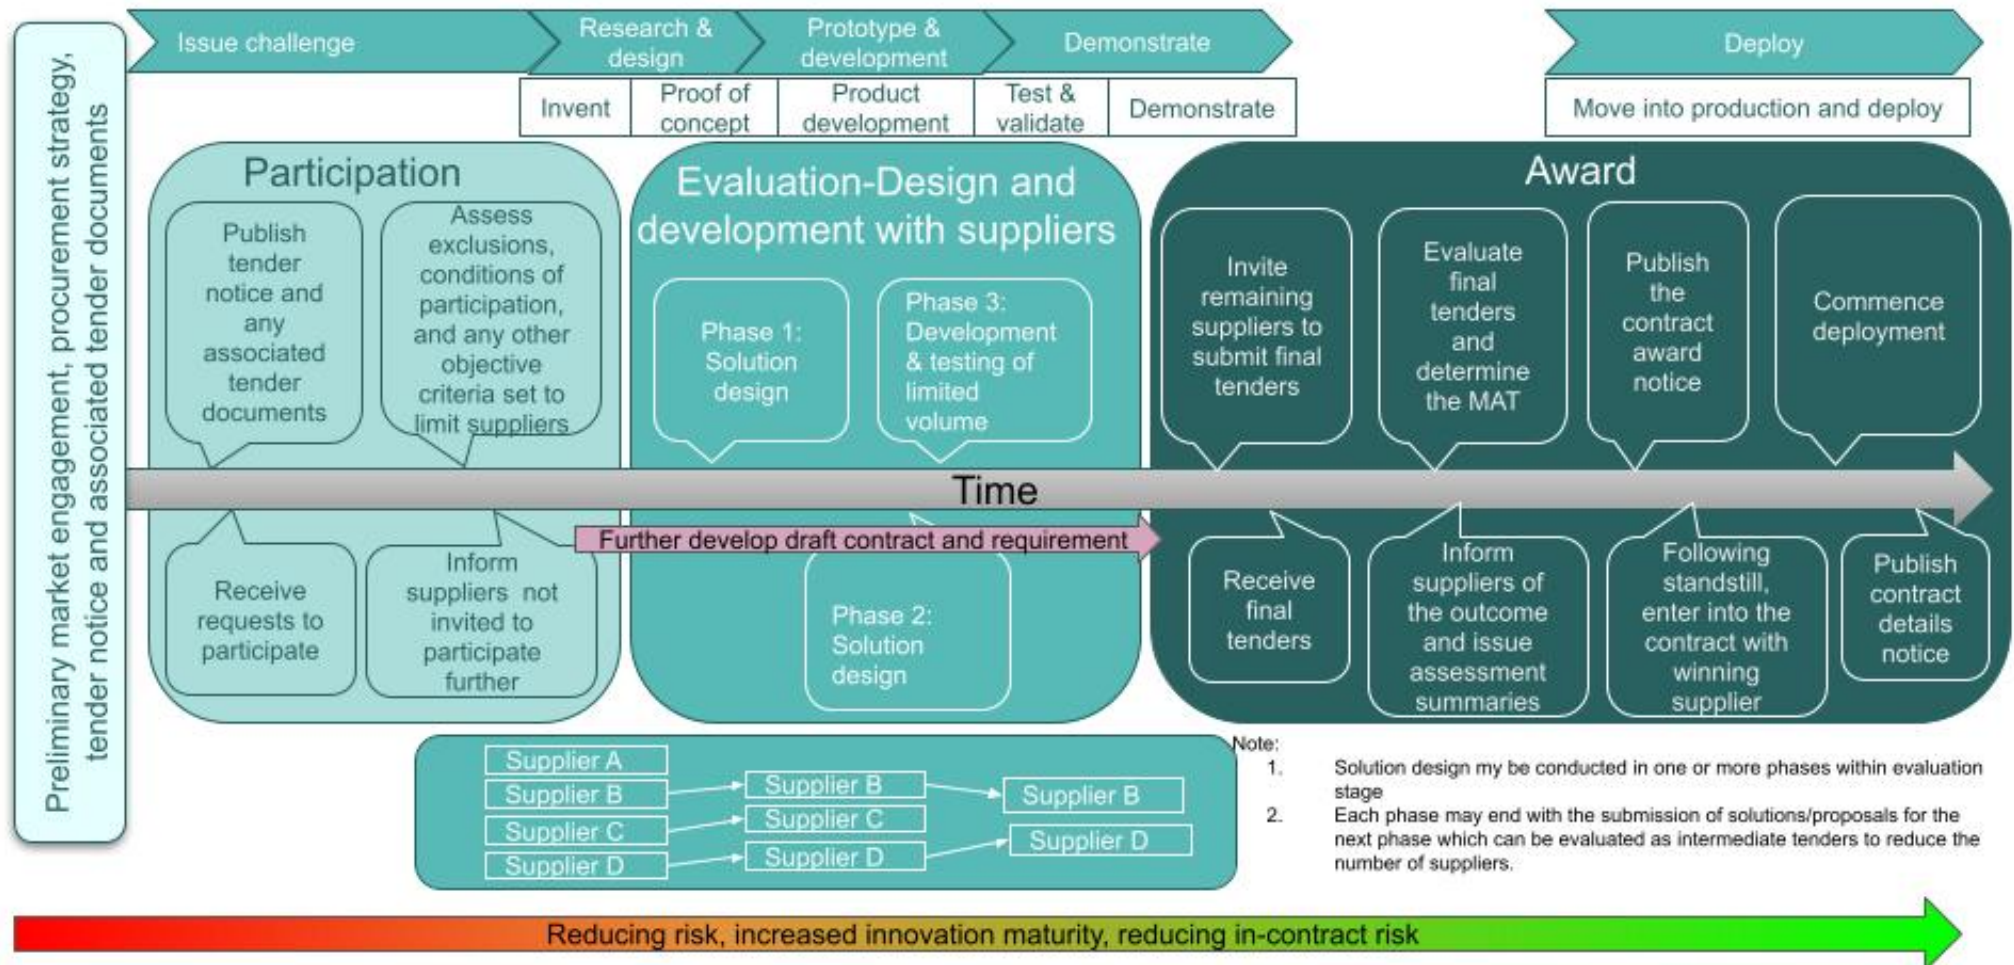 Preliminary market engagement, procurement strategy,
tender notice and associated tender documents
Issue challenge
Research &
design
Prototype &
development
Demonstrate
Deploy
Invent
Proof of
concept
Product
development
Test &
validate
Demonstrate
Move into production and deploy
Participation
Publish
tender
notice and
any
associated
tender
documents
Assess
exclusions,
conditions of
participation,
and any other
objective
criteria set to
limit suppliers
Evaluation-Design and
development with suppliers
Phase 1:
Solution
design
Phase 3:
Development
& testing of
limited
volume
Award
Invite
remaining
suppliers to
submit final
tenders
Evaluate
final
tenders
and
determine
the MAT
Publish
the
contract
award
notice
Commence
deployment
Time
Further develop draft contract and requirement
Receive
requests to
participate
Inform
suppliers not
invited to
participate
further
Phase 2:
Solution
design
Receive
final
tenders
Inform
suppliers of
the outcome
and issue
assessment
summaries
Following
standstill,
enter into the
contract with
winning
supplier
Publish
contract
details
notice
Supplier A
Supplier B
Supplier C
Supplier D
Supplier B
Supplier C
Supplier D
Supplier B
Supplier D
Note:
1. Solution design my be conducted in one or more phases within evaluation
stage
2. Each phase may end with the submission of solutions/proposals for the
next phase which can be evaluated as intermediate tenders to reduce the
number of suppliers.
Reducing risk, increased innovation maturity, reducing in-contract risk